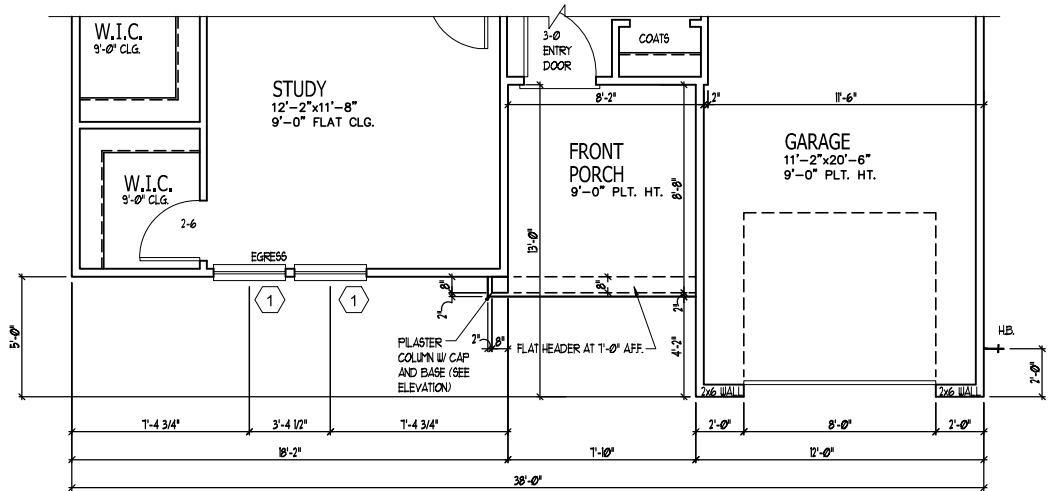 W.I.C.
9'-0" CLG.
3-0
ENTRY
DOOR
COATS
STUDY
12'-2"x11'-8"
9'-0" FLAT CLG.
8'-2"
2"
11'-6"
FRONT
PORCH
9'-0" PLT. HT.
GARAGE
11'-2"x20'-6"
9'-0" PLT. HT.
W.I.C.
9'-0" CLG.
2-6
8'-8"
13'-0"
EGRESS
1
1
8"
8"
2"
2"
5'-0"
PILASTER
COLUMN W/ CAP
AND BASE (SEE
ELEVATION)
2"
8"
FLAT HEADER AT 7'-0" A.F.F.
4'-2"
H.B.
2'-0"
2x6 WALL
2x6 WALL
7'-4 3/4"
3'-4 1/2"
7'-4 3/4"
2'-0"
8'-0"
2'-0"
18'-2"
7'-10"
12'-0"
38'-0"